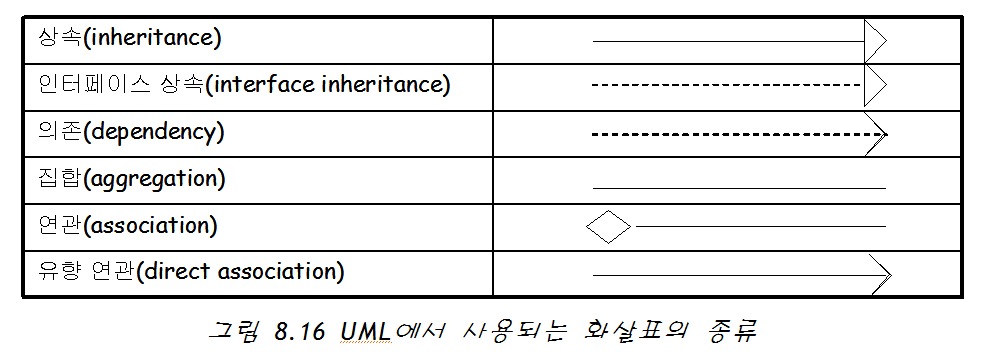 상속(inheritance)
인터페이스 상속(interface inheritance)
의존(dependency)
집합(aggregation)
연관(association)
유향 연관(direct association)
그림 8.16 UML에서 사용되는 화살표의 종류